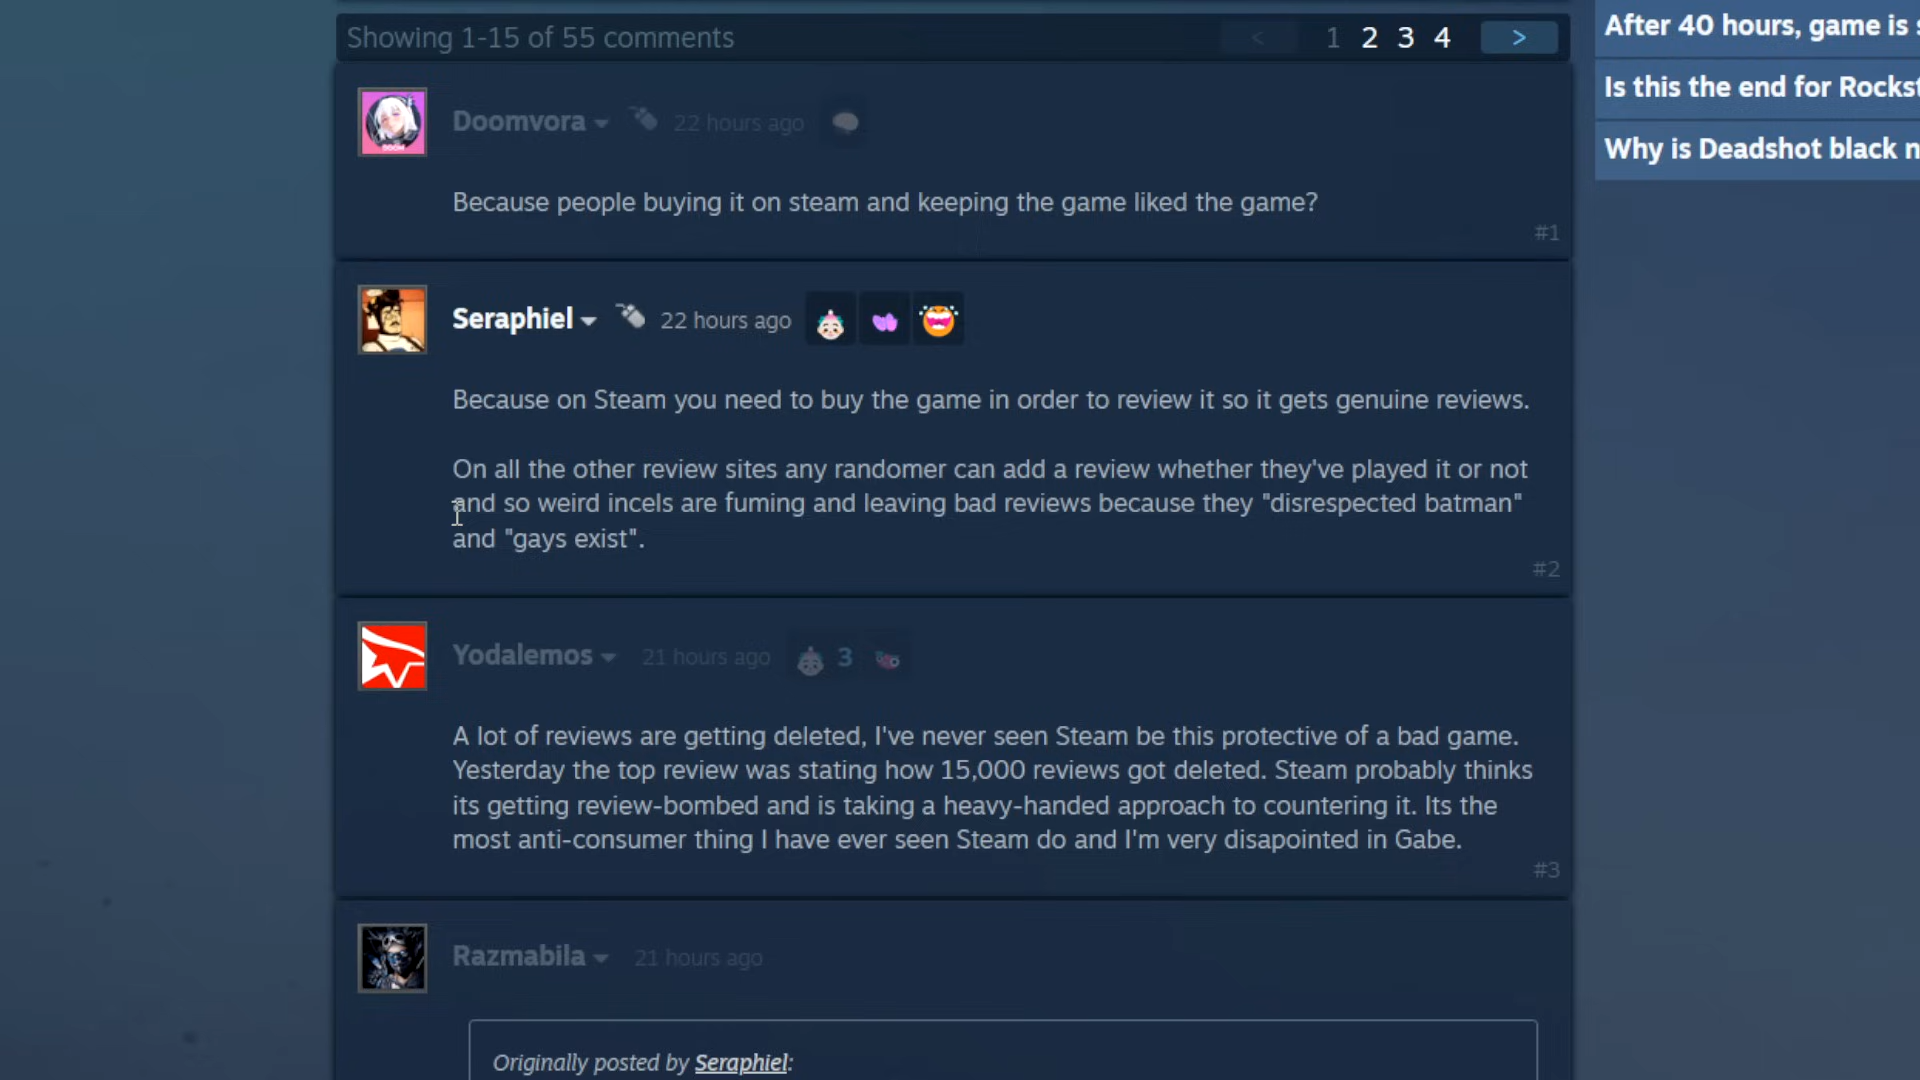 Showing 1-15 of 55 comments
< 1 2 3 4 >
After 40 hours, game is
Is this the end for
Why is Deadshot black
Doomvora 22 hours ago
Because people buying it on steam and keeping the game liked the game?
#1
Seraphiel 22 hours ago
Because on Steam you need to buy the game in order to review it so it gets genuine reviews.
On all the other review sites any randomer can add a review whether they've played it or not
and so weird incels are fuming and leaving bad reviews because they "disrespected batman"
and "gays exist".
#2
Yodalemos 21 hours ago 3
A lot of reviews are getting deleted, I've never seen Steam be this protective of a bad game.
Yesterday the top review was stating how 15,000 reviews got deleted. Steam probably thinks
its getting review-bombed and is taking a heavy-handed approach to countering it. Its the
most anti-consumer thing I have ever seen Steam do and I'm very disapointed in Gabe.
#3
Razmabila 21 hours ago
Originally posted by Seraphiel: